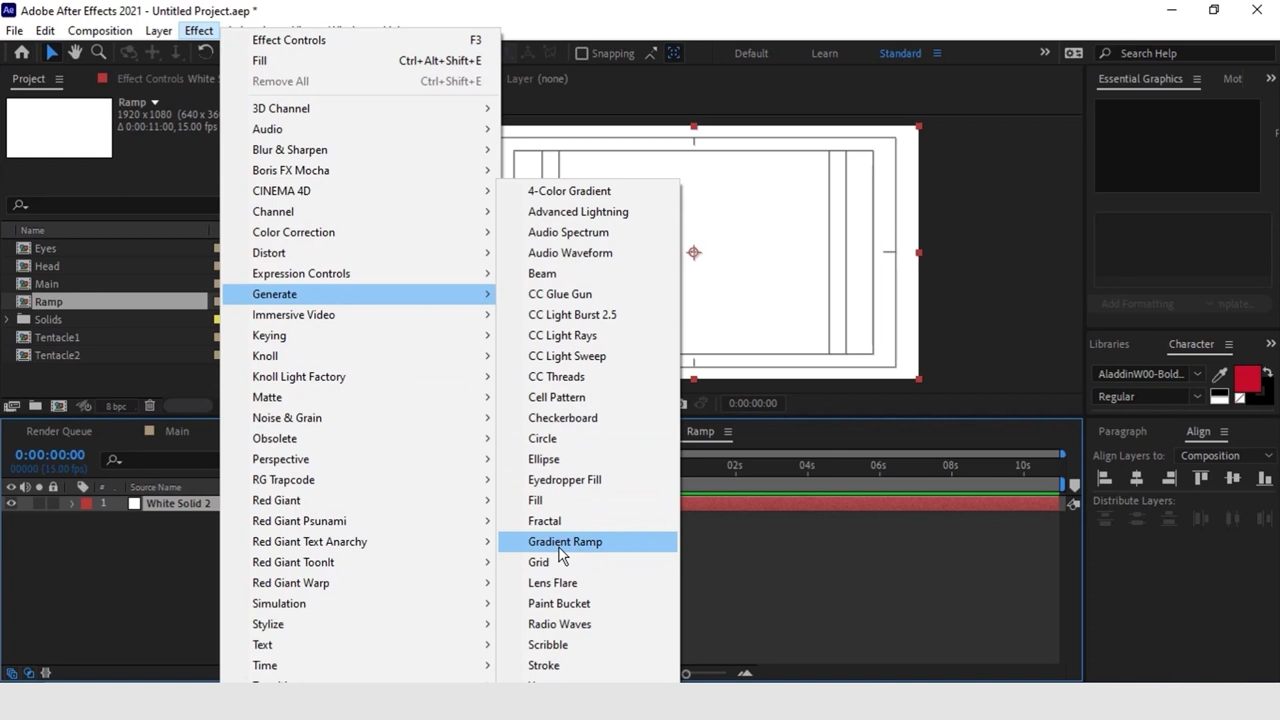 Adobe After Effects 2021 - Untitled Project.aep *
File Edit Composition Layer Effect
Snapping Default Learn Standard Search Help
Project Effect Controls White S
Layer (none)
Essential Graphics Mot
Ramp
1920 x 1080 (640 x 36
Δ 0:00:11:00, 15.00 fps
Name
Eyes
Head
Main
Ramp
Solids
Tentacle1
Tentacle2
8 bpc
Effect Controls F3
Fill Ctrl+Alt+Shift+E
Remove All Ctrl+Shift+E
3D Channel
Audio
Blur & Sharpen
Boris FX Mocha
CINEMA 4D
Channel
Color Correction
Distort
Expression Controls
Generate
Immersive Video
Keying
Knoll
Knoll Light Factory
Matte
Noise & Grain
Obsolete
Perspective
RG Trapcode
Red Giant
Red Giant Psunami
Red Giant Text Anarchy
Red Giant ToonIt
Red Giant Warp
Simulation
Stylize
Text
Time
4-Color Gradient
Advanced Lightning
Audio Spectrum
Audio Waveform
Beam
CC Glue Gun
CC Light Burst 2.5
CC Light Rays
CC Light Sweep
CC Threads
Cell Pattern
Checkerboard
Circle
Ellipse
Eyedropper Fill
Fill
Fractal
Gradient Ramp
Grid
Lens Flare
Paint Bucket
Radio Waves
Scribble
Stroke
0:00:00:00
Add Formatting
Libraries Character
AladdinW00-Bold...
Regular
Paragraph Align
Align Layers to: Composition
Distribute Layers:
Render Queue Main
Ramp
0:00:00:00
00000 (15.00 fps)
02s 04s 06s 08s 10s
# Source Name
1 White Solid 2